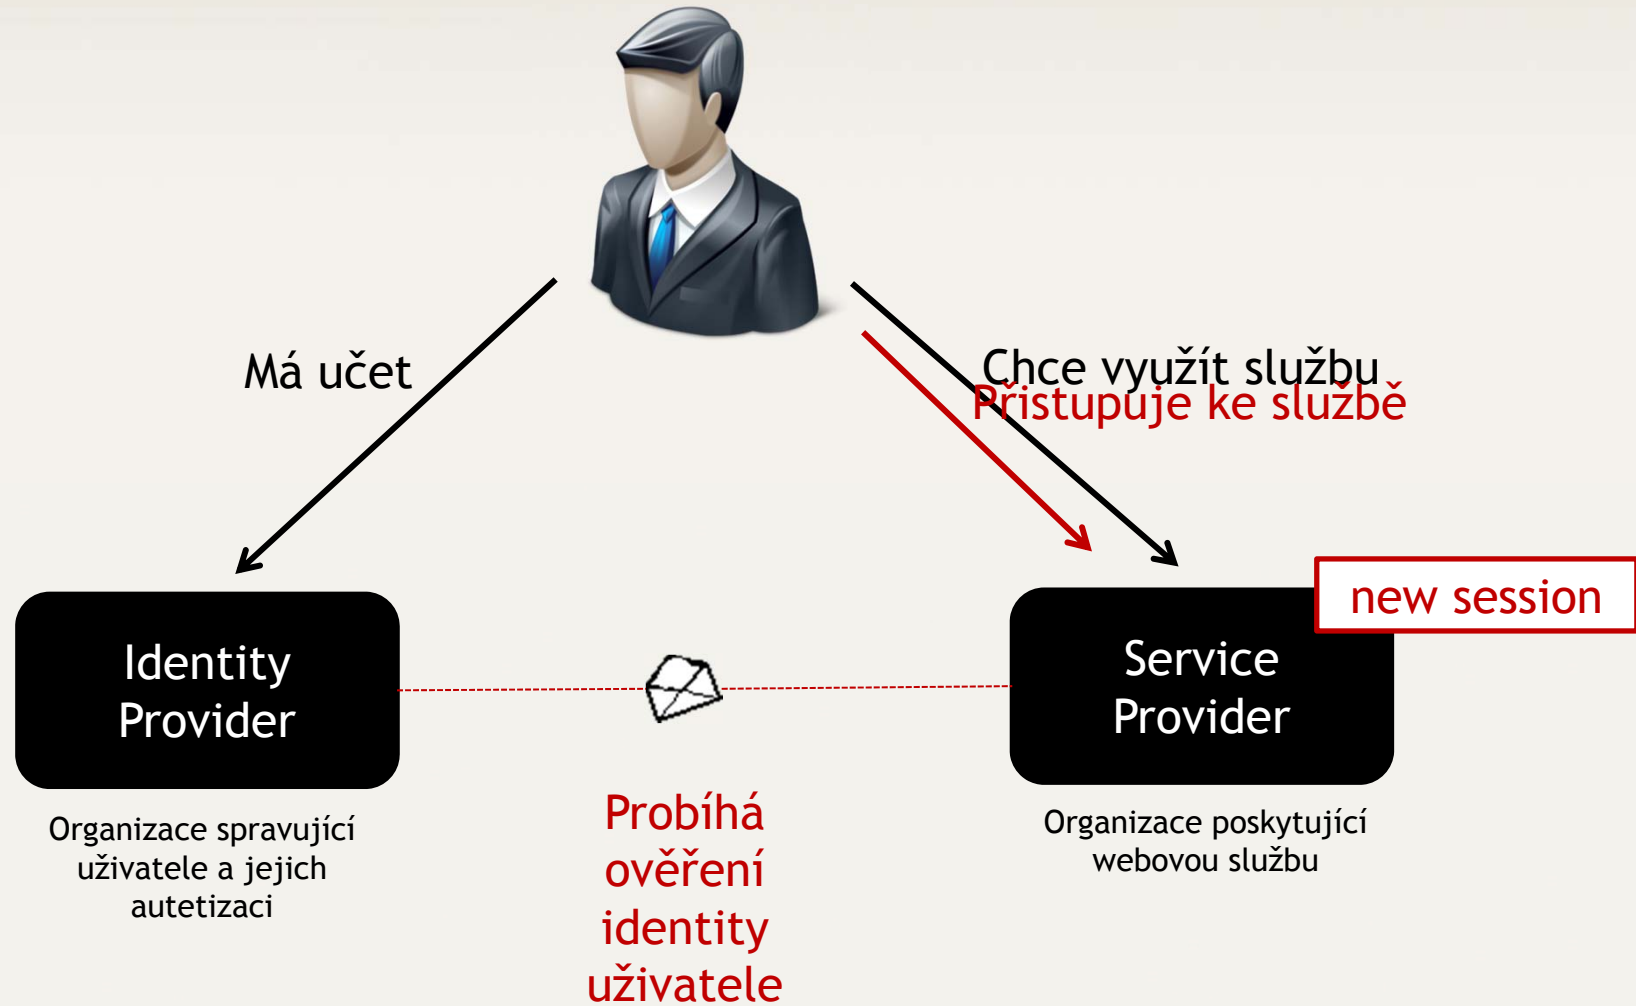 Má učet
Chce využít službu
Přistupuje ke službě
new session
Identity
Provider
Service
Provider
Organizace spravující
uživatele a jejich
autetizaci
Probíhá
ověření
identity
uživatele
Organizace poskytující
webovou službu